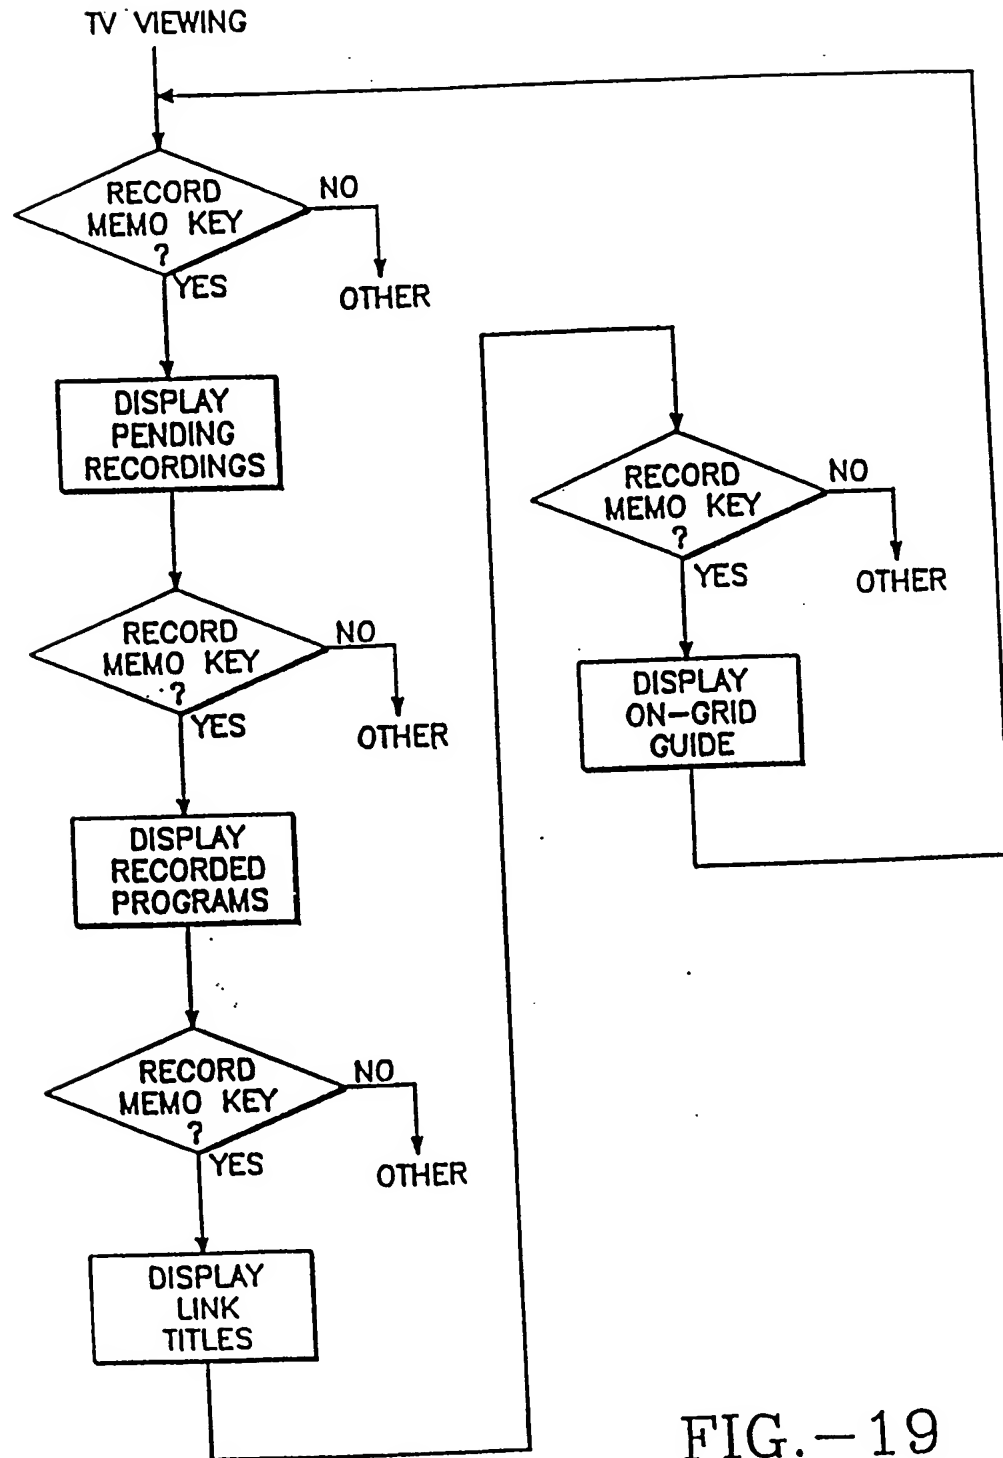 TV VIEWING
RECORD
MEMO KEY
?
NO
YES
OTHER
DISPLAY
PENDING
RECORDINGS
RECORD
MEMO KEY
?
NO
YES
OTHER
DISPLAY
RECORDED
PROGRAMS
RECORD
MEMO KEY
?
NO
YES
OTHER
DISPLAY
LINK
TITLES
RECORD
MEMO KEY
?
NO
YES
OTHER
DISPLAY
ON-GRID
GUIDE
FIG.-19